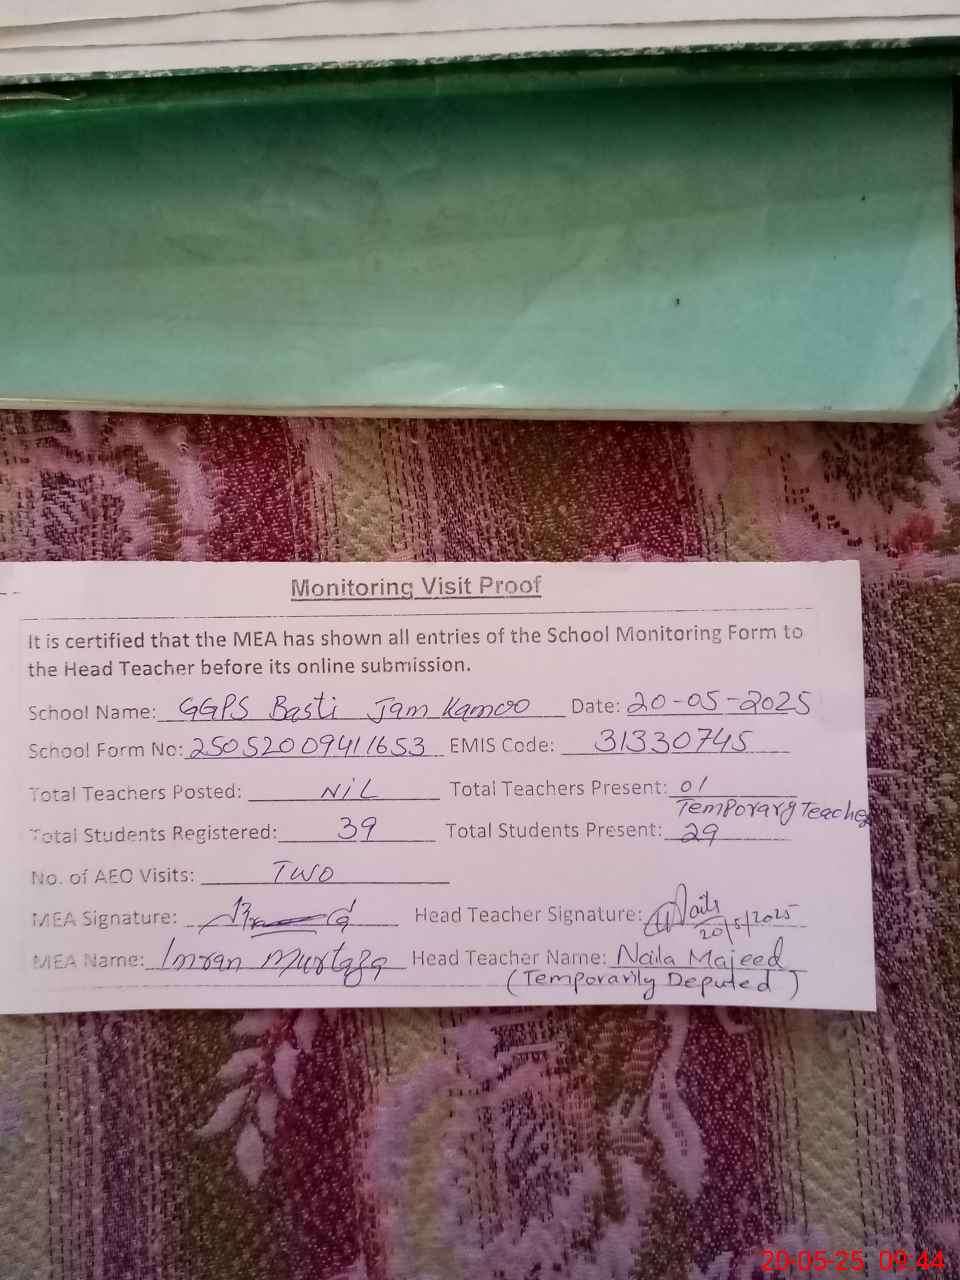 Monitoring Visit Proof
It is certified that the MEA has shown all entries of the School Monitoring Form to
the Head Teacher before its online submission.
School Name: GGPS Basti Jam Kamoo Date: 20-05-2025
School Form No: 25052009411653 EMIS Code: 31330745
Total Teachers Posted: NiL Total Teachers Present: 01
Temporary Teacher
Total Students Registered: 39 Total Students Present: 29
No. of AEO Visits: Two
MEA Signature: Head Teacher Signature: Naila
20/5/2025
MEA Name: Imran Murtaza Head Teacher Name: Naila Majeed
(Temporarily Deputed)
20-05-25 09:44